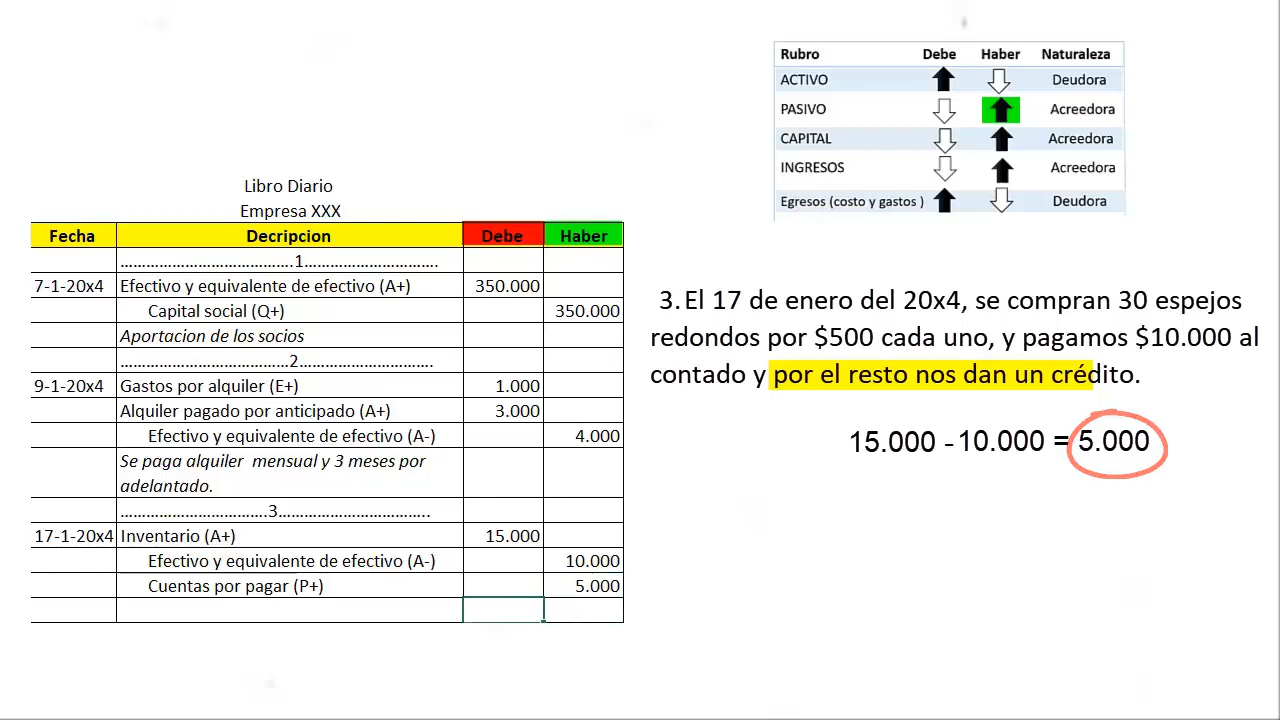 Rubro Debe Haber Naturaleza
ACTIVO Deudora
PASIVO Acreedora
CAPITAL Acreedora
INGRESOS Acreedora
Egresos (costo y gastos ) Deudora
Libro Diario
Empresa XXX
Fecha Decripcion Debe Haber
………………………………….1………………………….
7-1-20x4 Efectivo y equivalente de efectivo (A+) 350.000
Capital social (Q+) 350.000
Aportacion de los socios
…………………………………2………………………….
9-1-20x4 Gastos por alquiler (E+) 1.000
Alquiler pagado por anticipado (A+) 3.000
Efectivo y equivalente de efectivo (A-) 4.000
Se paga alquiler mensual y 3 meses por
adelantado.
…………………………….3……………………………..
17-1-20x4 Inventario (A+) 15.000
Efectivo y equivalente de efectivo (A-) 10.000
Cuentas por pagar (P+) 5.000
3. El 17 de enero del 20x4, se compran 30 espejos
redondos por $500 cada uno, y pagamos $10.000 al
contado y por el resto nos dan un crédito.
15.000 - 10.000 = 5.000